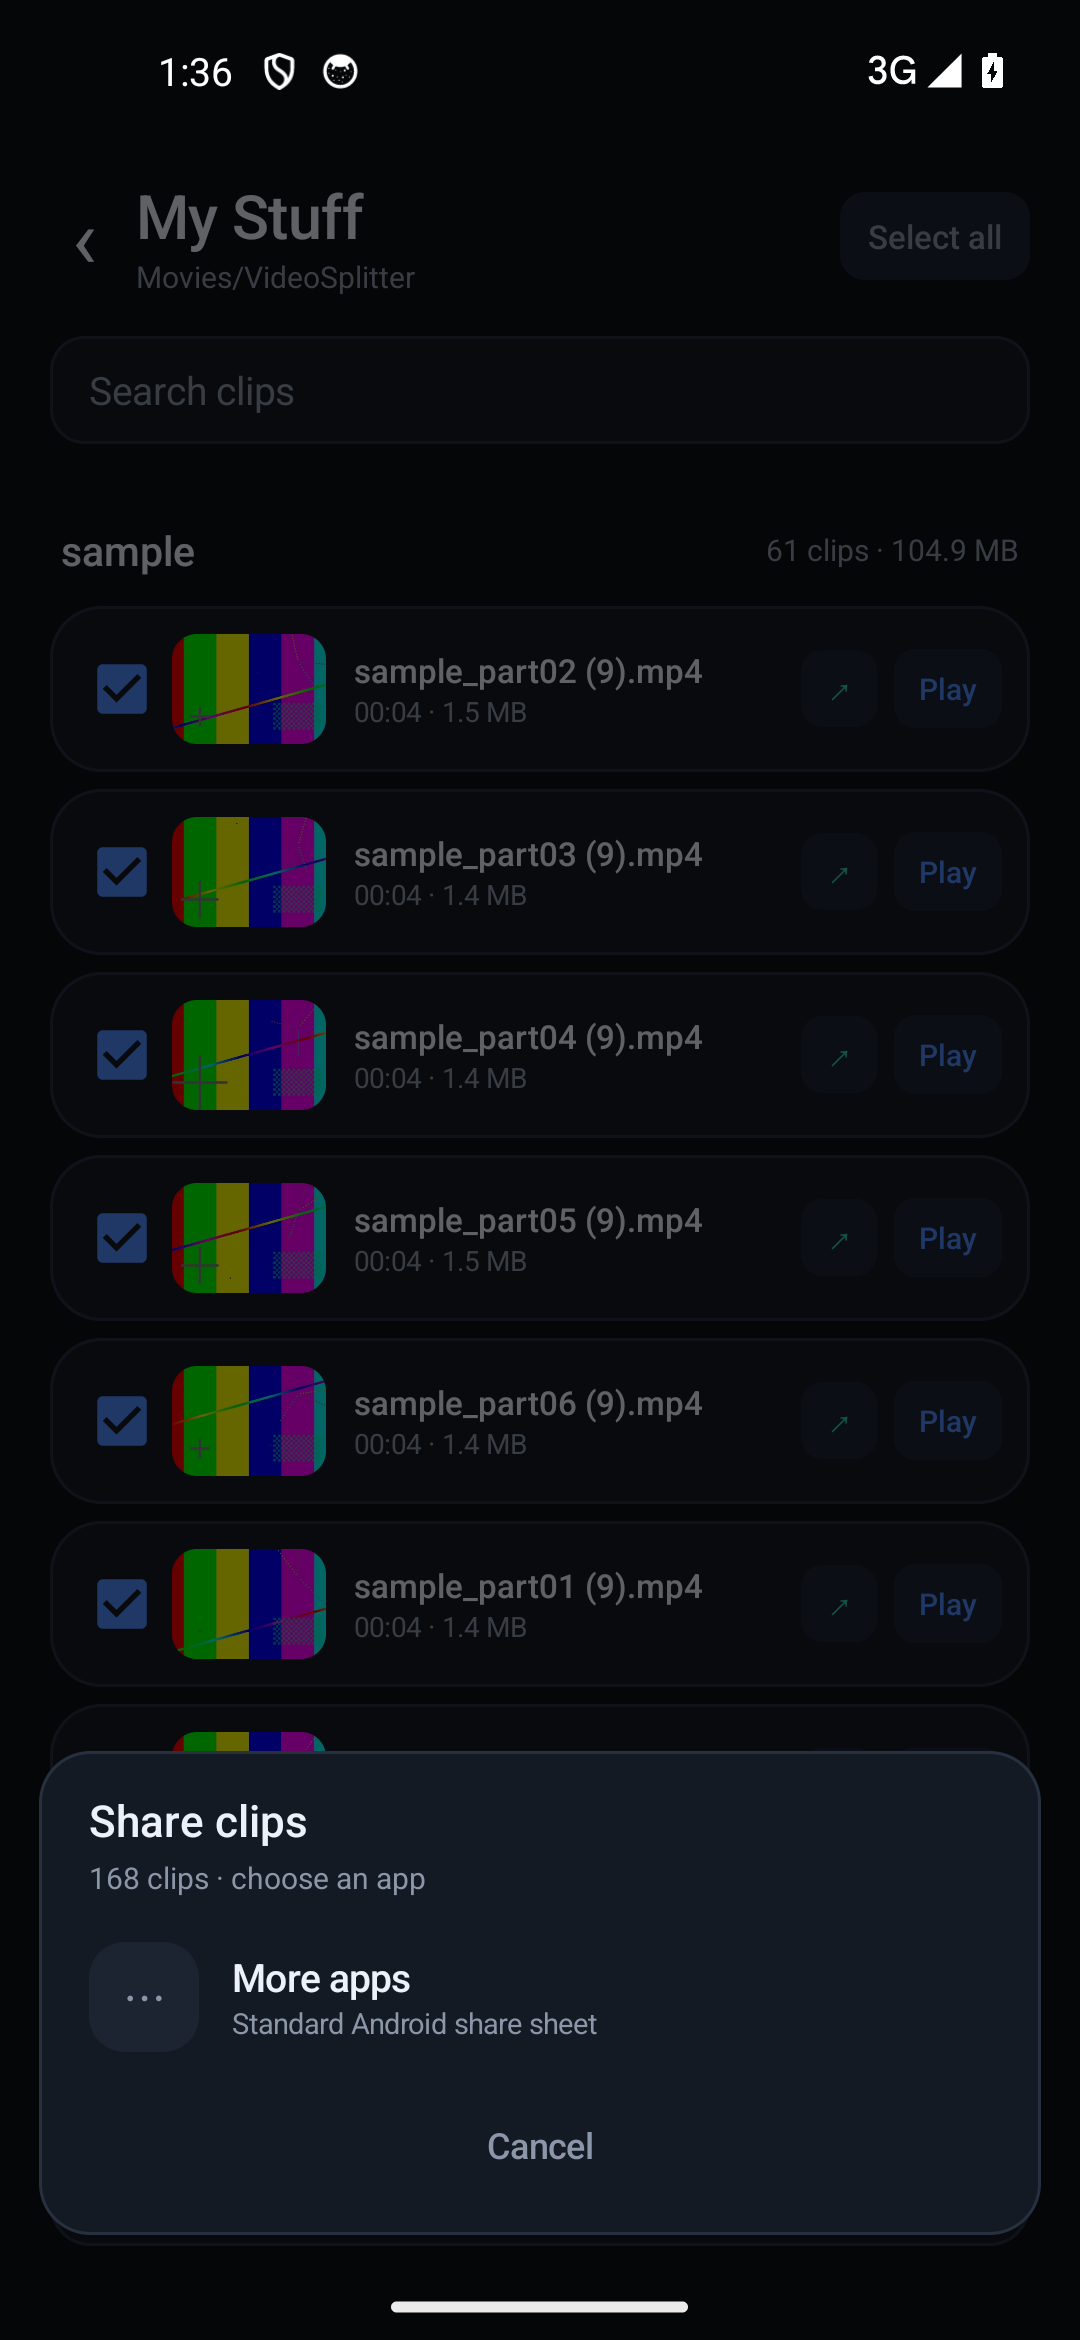 1:36
3G
My Stuff
Movies/VideoSplitter
Select all
Search clips
sample
61 clips · 104.9 MB
sample_part02 (9).mp4
00:04 · 1.5 MB
Play
sample_part03 (9).mp4
00:04 · 1.4 MB
Play
sample_part04 (9).mp4
00:04 · 1.4 MB
Play
sample_part05 (9).mp4
00:04 · 1.5 MB
Play
sample_part06 (9).mp4
00:04 · 1.4 MB
Play
sample_part01 (9).mp4
00:04 · 1.4 MB
Play
Share clips
168 clips · choose an app
More apps
Standard Android share sheet
Cancel